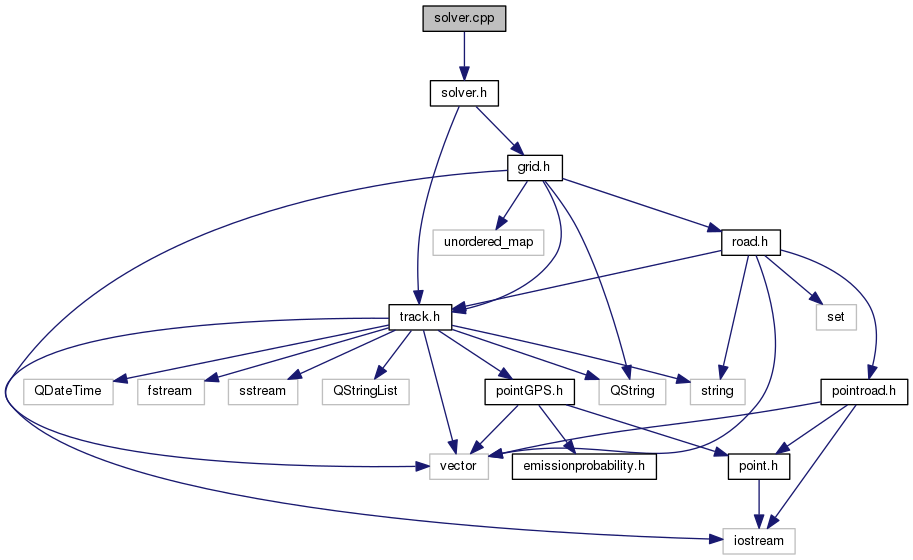 solver.cpp
solver.h
grid.h
unordered_map
road.h
track.h
set
QDateTime
fstream
sstream
QStringList
pointGPS.h
QString
string
pointroad.h
vector
emissionprobability.h
point.h
iostream